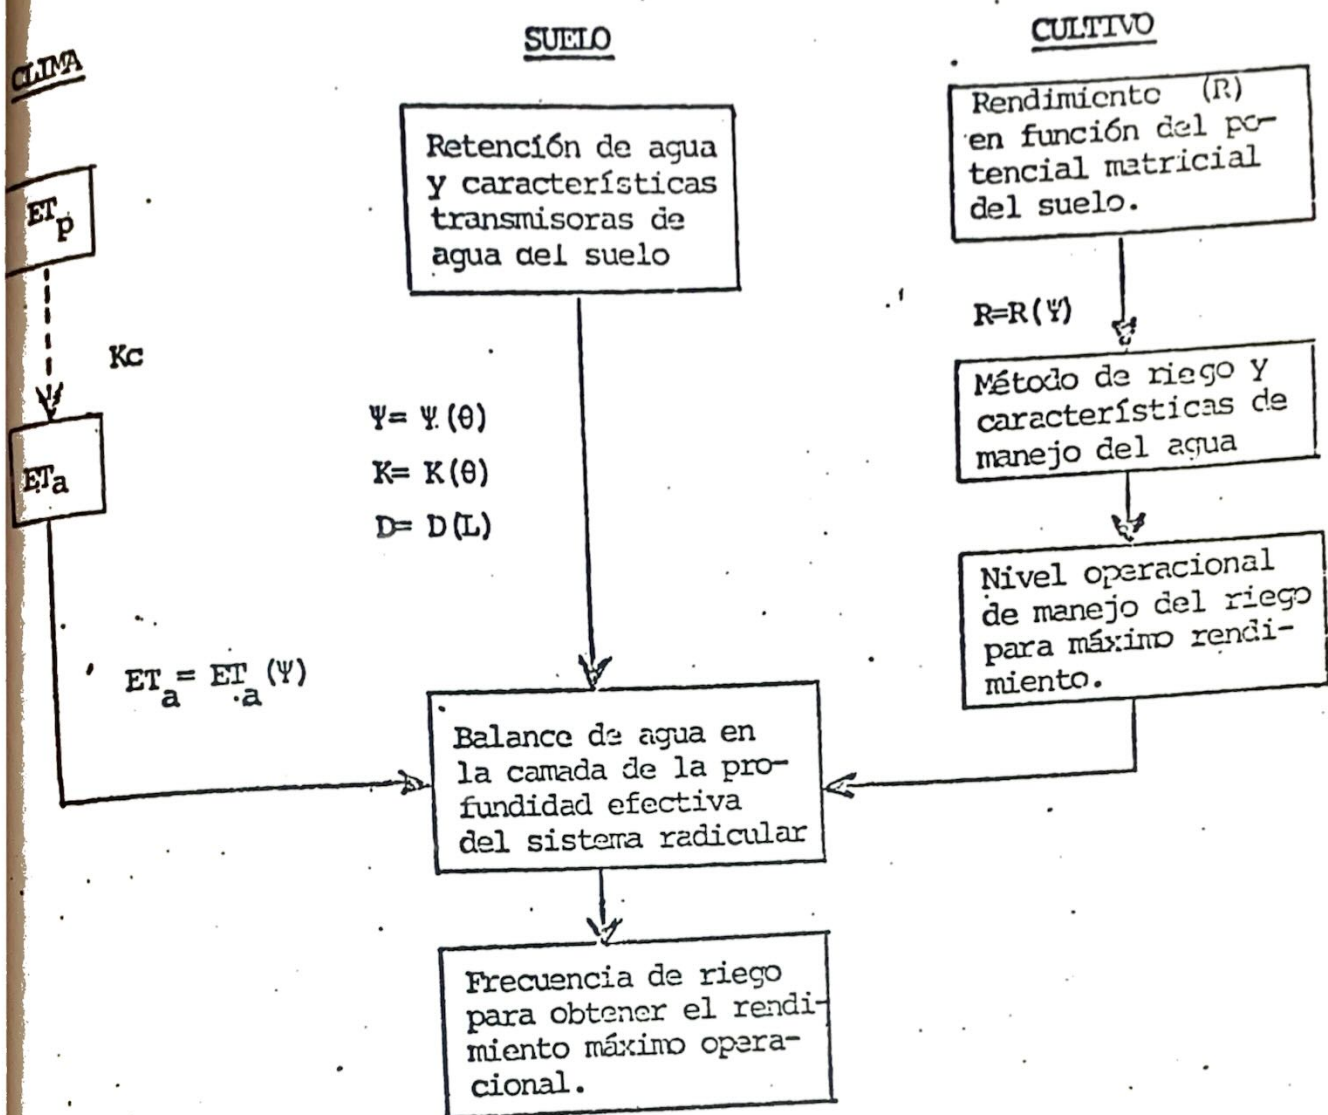 CLIMA
ET_p
Kc
ETa
ET_a = ET_a (Ψ)
SUELO
Retención de agua
y características
transmisoras de
agua del suelo
Ψ= Ψ (θ)
K= K(θ)
D= D(L)
CULTIVO
Rendimiento (R)
en función del po-
tencial matricial
del suelo.
R=R(Ψ)
Método de riego y
características de
manejo del agua
Nivel operacional
de manejo del riego
para máximo rendi-
miento.
Balance de agua en
la camada de la pro-
fundidad efectiva
del sistema radicular
Frecuencia de riego
para obtener el rendi-
miento máximo opera-
cional.